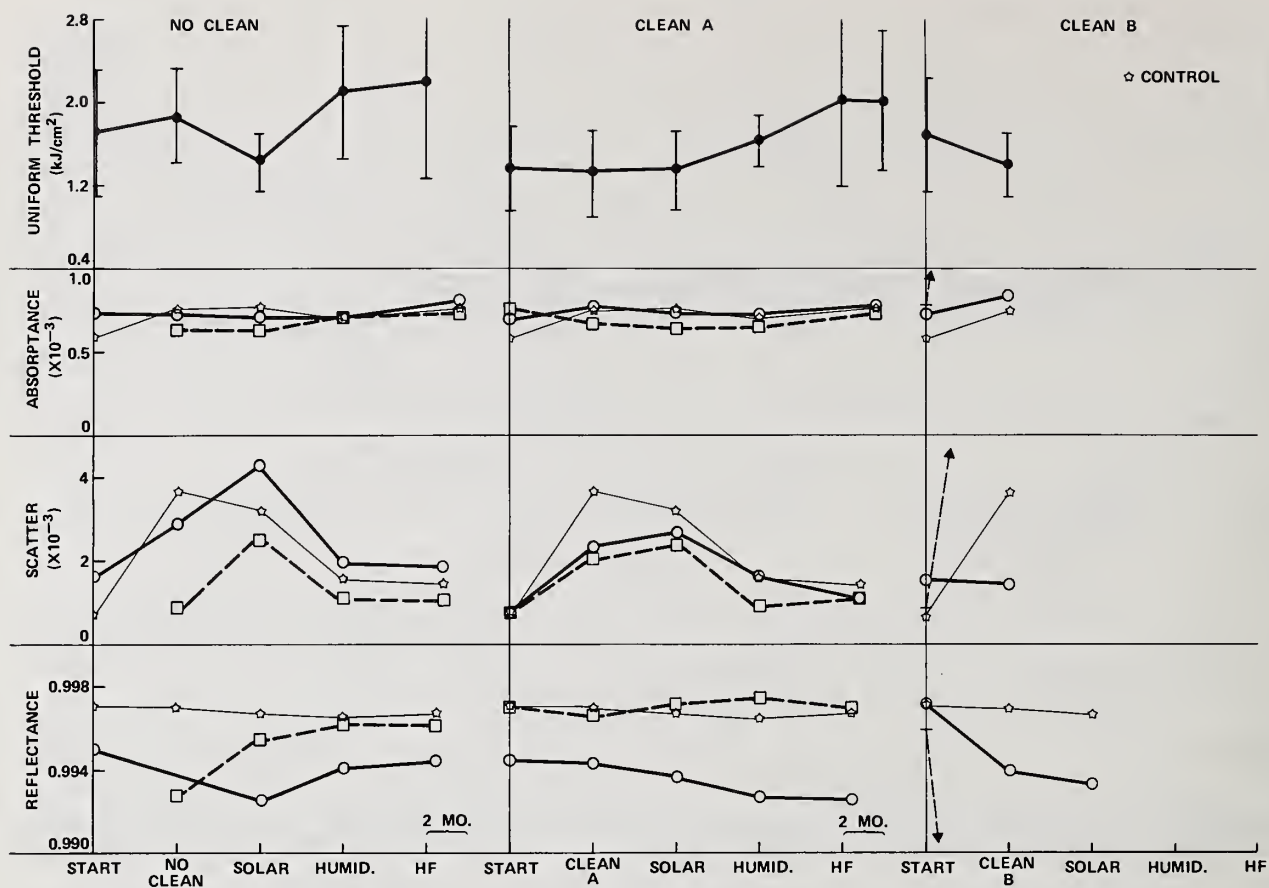 NO CLEAN
CLEAN A
CLEAN B
☆ CONTROL
UNIFORM THRESHOLD
(kJ/cm²)
2.8
2.0
1.2
0.4
ABSORPTANCE
(X10⁻³)
1.0
0.5
0
SCATTER
(X10⁻³)
4
2
0
REFLECTANCE
0.998
0.994
0.990
2 MO.
2 MO.
START
NO
CLEAN
SOLAR
HUMID.
HF
START
CLEAN
A
SOLAR
HUMID.
HF
START
CLEAN
B
SOLAR
HUMID.
HF